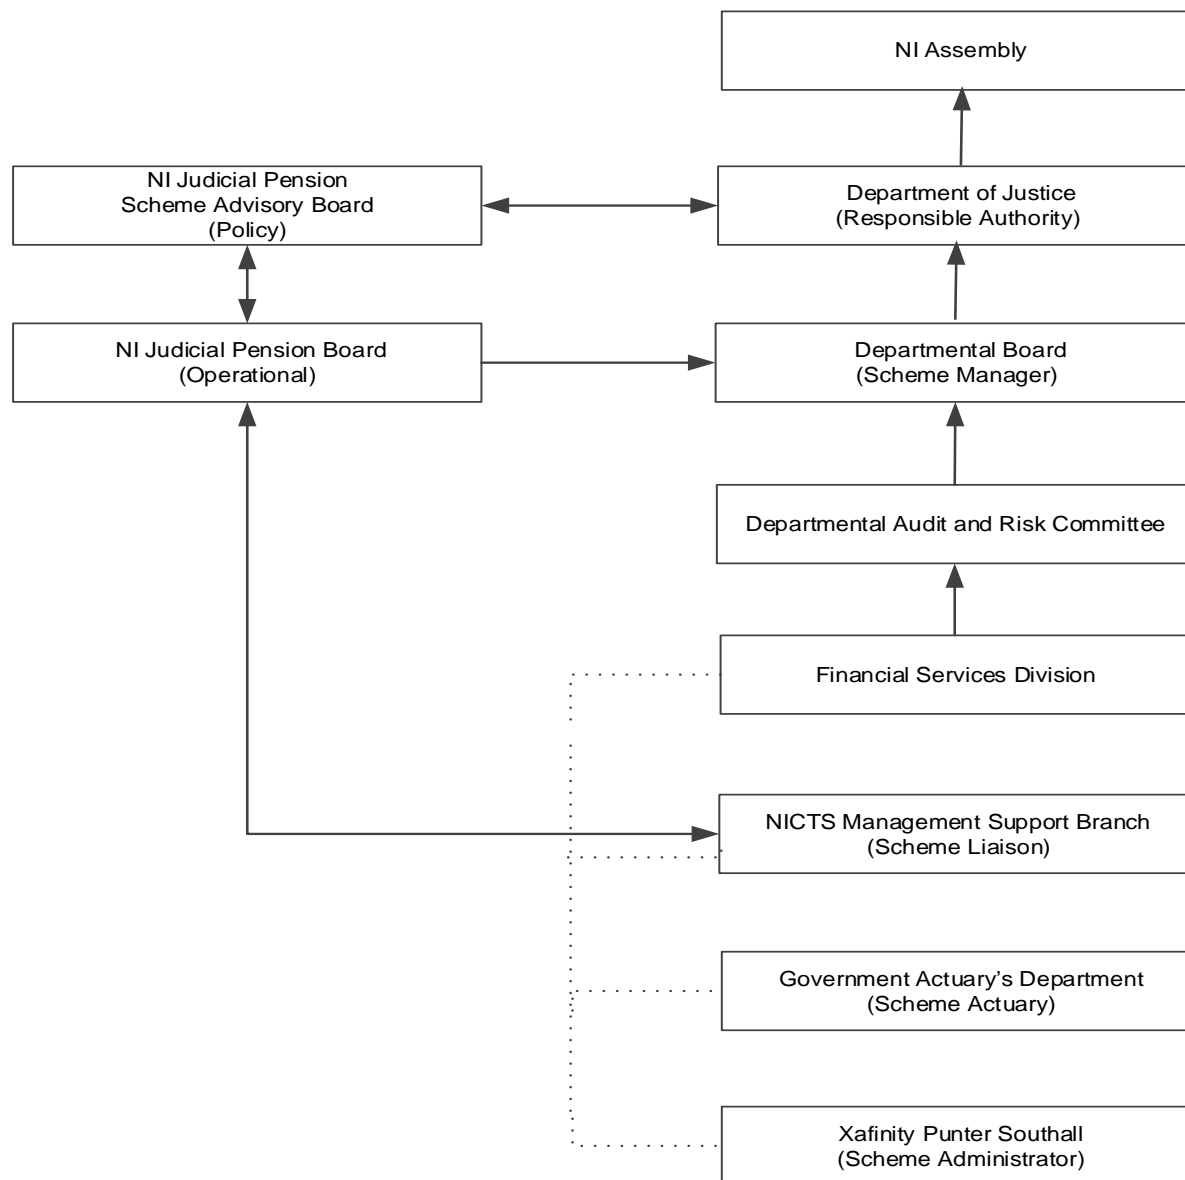 NI Assembly
NI Judicial Pension
Scheme Advisory Board
(Policy)
Department of Justice
(Responsible Authority)
NI Judicial Pension Board
(Operational)
Departmental Board
(Scheme Manager)
Departmental Audit and Risk Committee
Financial Services Division
NICTS Management Support Branch
(Scheme Liaison)
Government Actuary’s Department
(Scheme Actuary)
Xafinity Punter Southall
(Scheme Administrator)